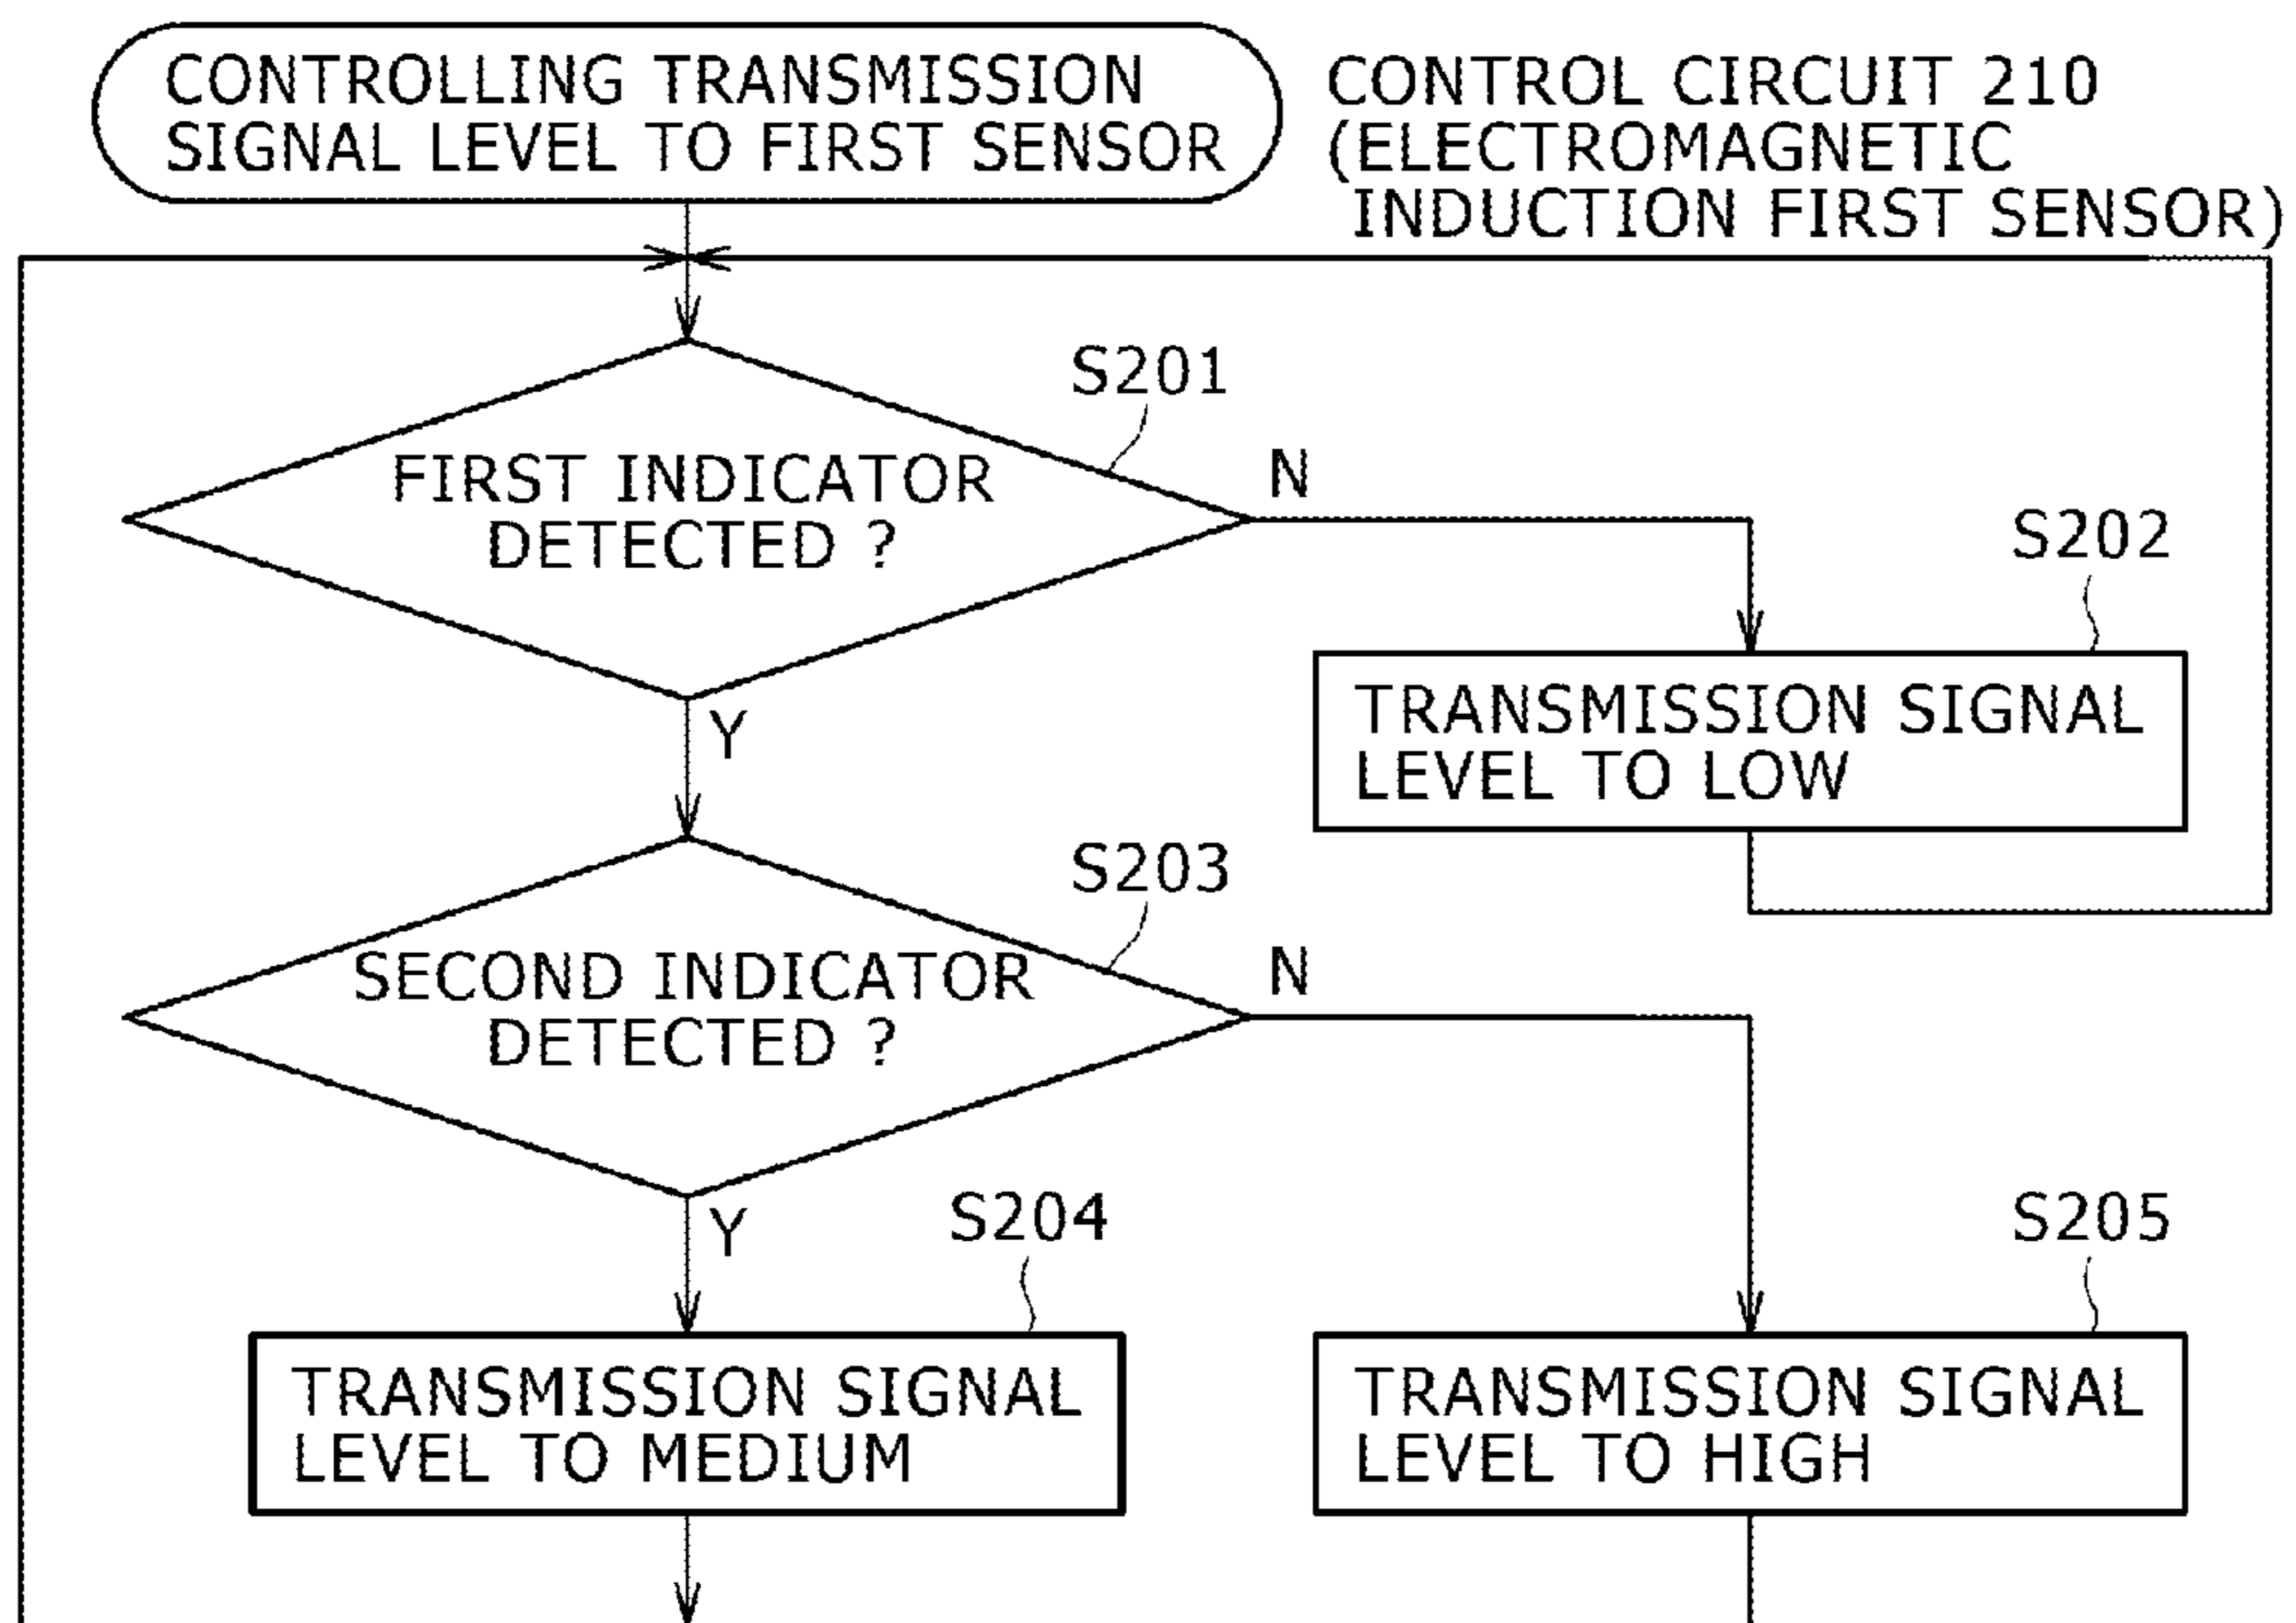 CONTROLLING TRANSMISSION
SIGNAL LEVEL TO FIRST SENSOR
CONTROL CIRCUIT 210
(ELECTROMAGNETIC
INDUCTION FIRST SENSOR)
S201
FIRST INDICATOR
DETECTED ?
N
S202
TRANSMISSION SIGNAL
LEVEL TO LOW
Y
S203
SECOND INDICATOR
DETECTED ?
N
Y
S204
TRANSMISSION SIGNAL
LEVEL TO MEDIUM
S205
TRANSMISSION SIGNAL
LEVEL TO HIGH